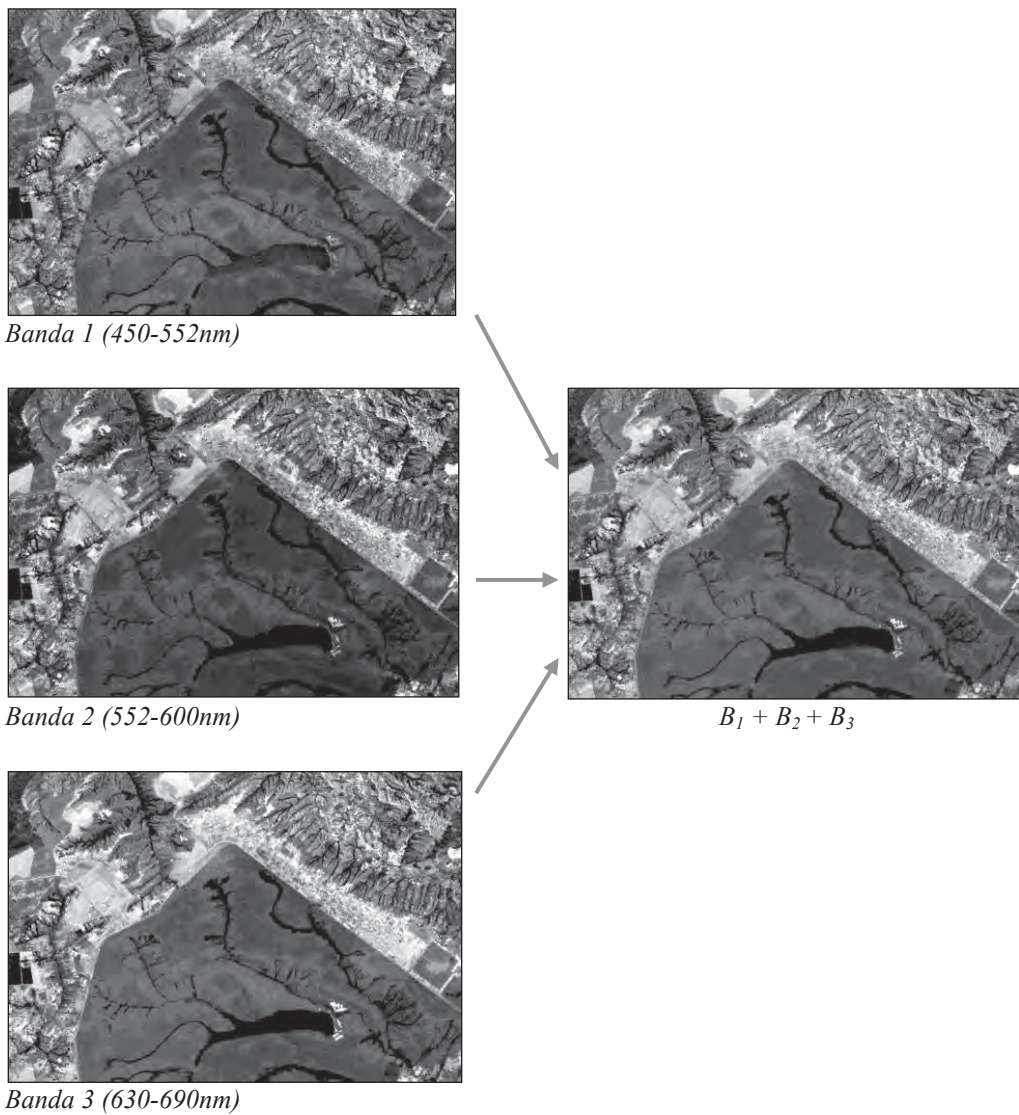 Banda 1 (450-552nm)
Banda 2 (552-600nm)
B₁ + B₂ + B₃
Banda 3 (630-690nm)